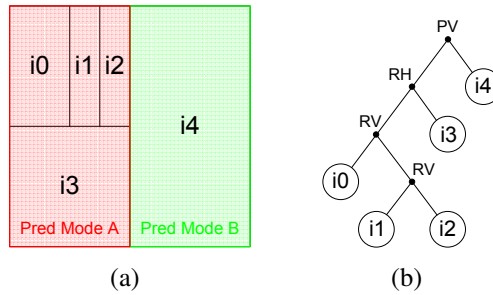 i0 i1 i2
i4
i3
Pred Mode A Pred Mode B
(a)
PV
RH
i4
RV
i3
i0
RV
i1 i2
(b)